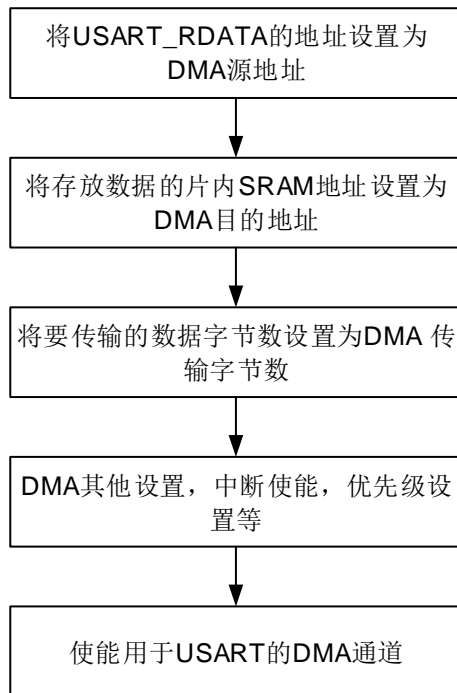 将USART_RDATA的地址设置为
DMA源地址
将存放数据的片内SRAM地址设置为
DMA目的地址
将要传输的数据字节数设置为DMA 传
输字节数
DMA其他设置，中断使能，优先级设
置等
使能用于USART的DMA通道